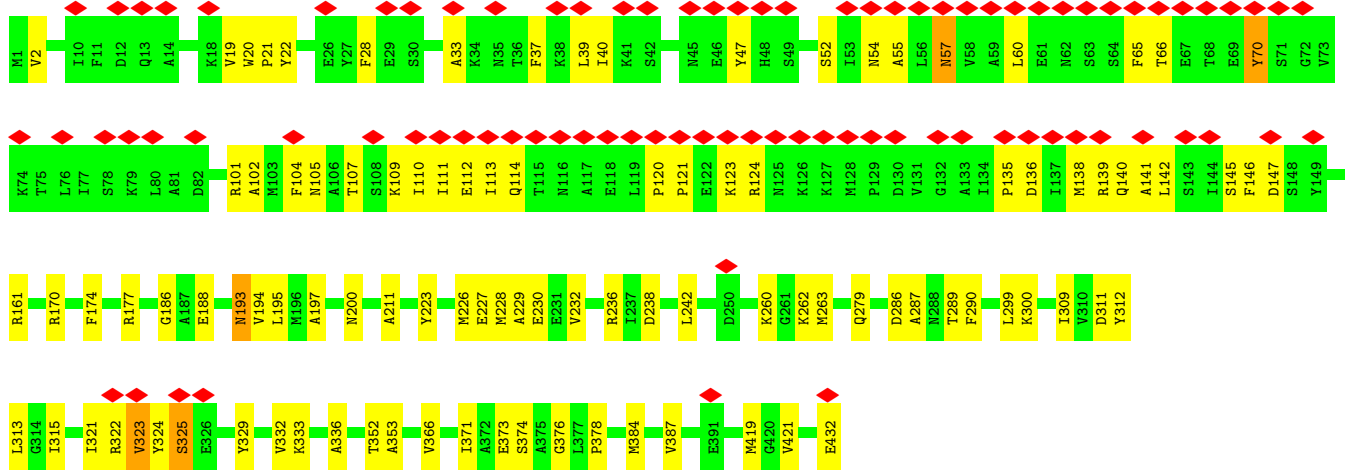 M1 V2 I10 F11 D12 Q13 A14 K18 V19 W20 P21 Y22 E26 Y27 F28 E29 S30 A33 K34 N35 T36 F37 K38 L39 I40 K41 S42 N45 E46 Y47 H48 S49 S52 I53 N54 A55 L56 N57 V58 A59 L60 E61 N62 S63 S64 F65 T66 E67 T68 E69 Y70 S71 G72 V73
K74 T75 L76 I77 S78 K79 L80 A81 D82 R101 A102 M103 F104 N105 A106 T107 S108 K109 I110 I111 E112 I113 Q114 T115 N116 A117 E118 L119 P120 P121 E122 K123 R124 N125 K126 K127 M128 P129 D130 V131 G132 A133 I134 P135 D136 I137 M138 R139 Q140 A141 L142 S143 I144 S145 F146 D147 S148 Y149
R161 R170 F174 R177 G186 A187 E188 N193 V194 L195 M196 A197 N200 A211 Y223 M226 E227 M228 A229 E230 E231 V232 R236 I237 D238 L242 D250 K260 G261 K262 M263 Q279 D286 A287 N288 T289 F290 L299 K300 I309 V310 D311 Y312
L313 G314 I315 I321 R322 V323 Y324 S325 E326 Y329 V332 K333 A336 T352 A353 V366 I371 A372 E373 S374 A375 G376 L377 P378 M384 V387 E391 M419 G420 V421 E432